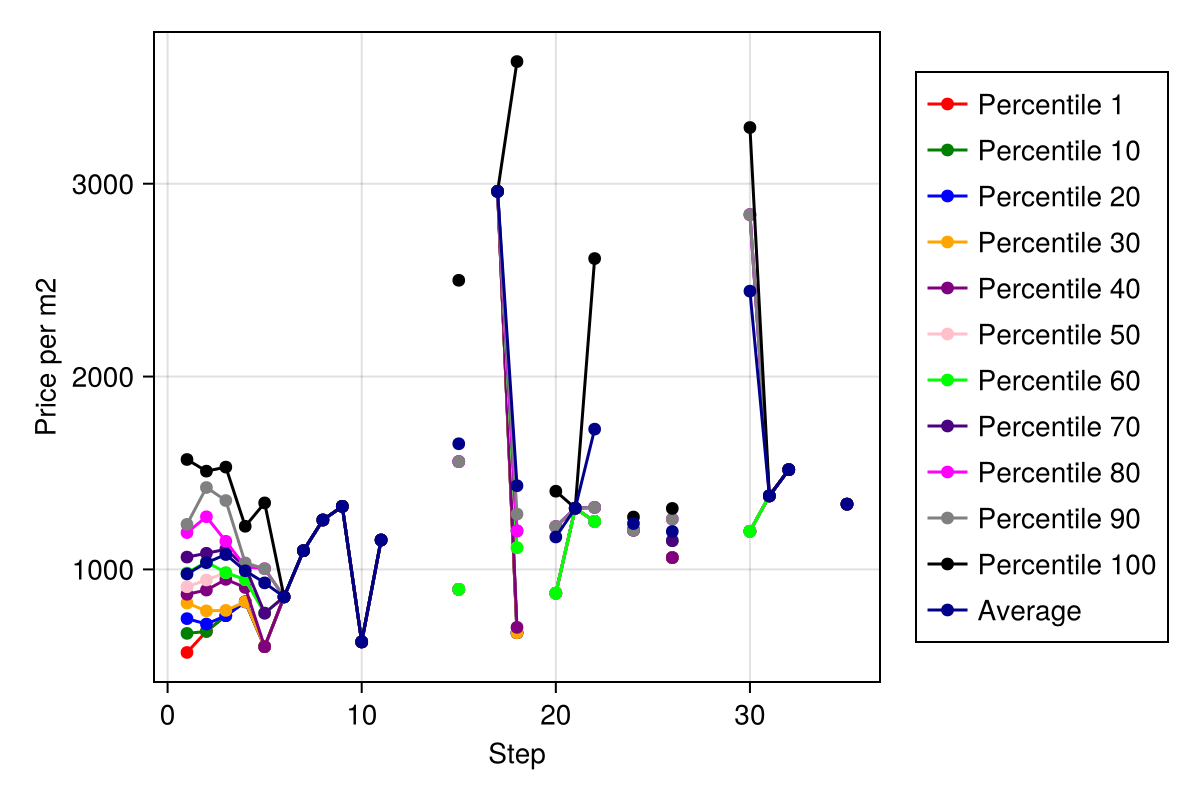 Price per m2
3000
2000
1000
0 10 20 30
Step
Percentile 1
Percentile 10
Percentile 20
Percentile 30
Percentile 40
Percentile 50
Percentile 60
Percentile 70
Percentile 80
Percentile 90
Percentile 100
Average